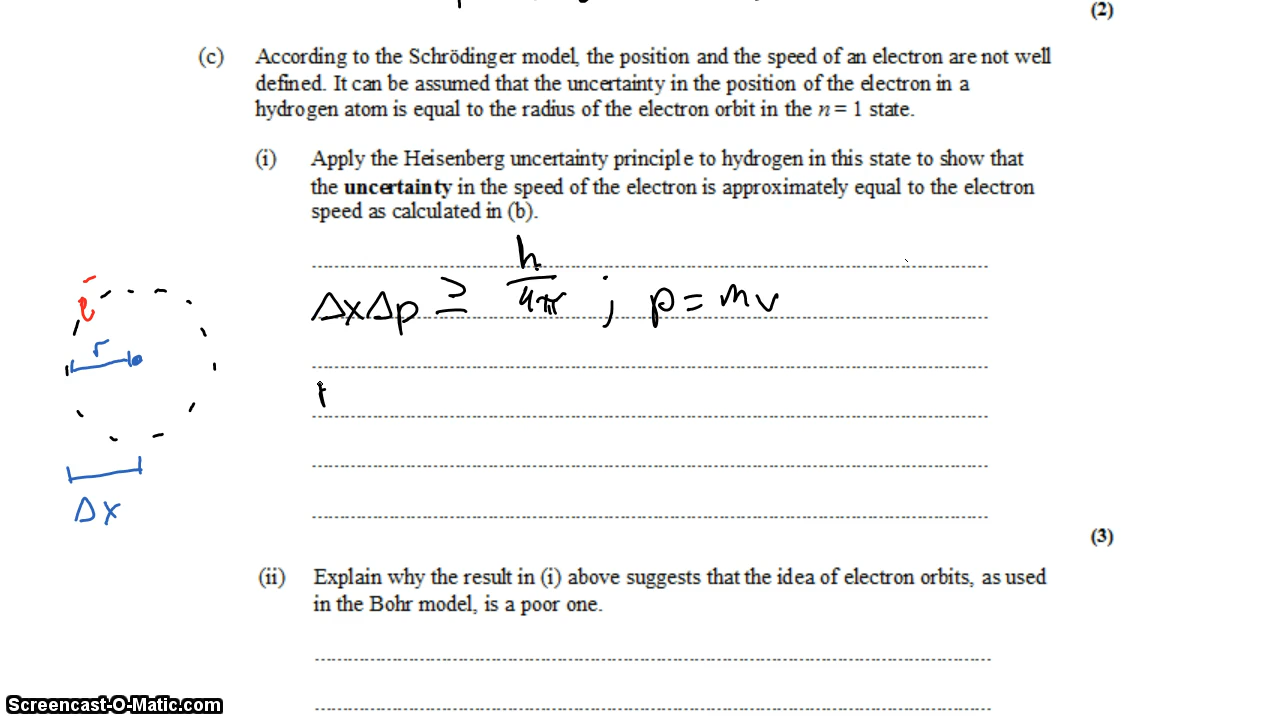 (2)
(c) According to the Schrödinger model, the position and the speed of an electron are not well
defined. It can be assumed that the uncertainty in the position of the electron in a
hydrogen atom is equal to the radius of the electron orbit in the n = 1 state.
(i) Apply the Heisenberg uncertainty principle to hydrogen in this state to show that
the uncertainty in the speed of the electron is approximately equal to the electron
speed as calculated in (b).
ΔxΔp ≥ h/4π ; p = mv
e-
r
Δx
(3)
(ii) Explain why the result in (i) above suggests that the idea of electron orbits, as used
in the Bohr model, is a poor one.
Screencast-O-Matic.com